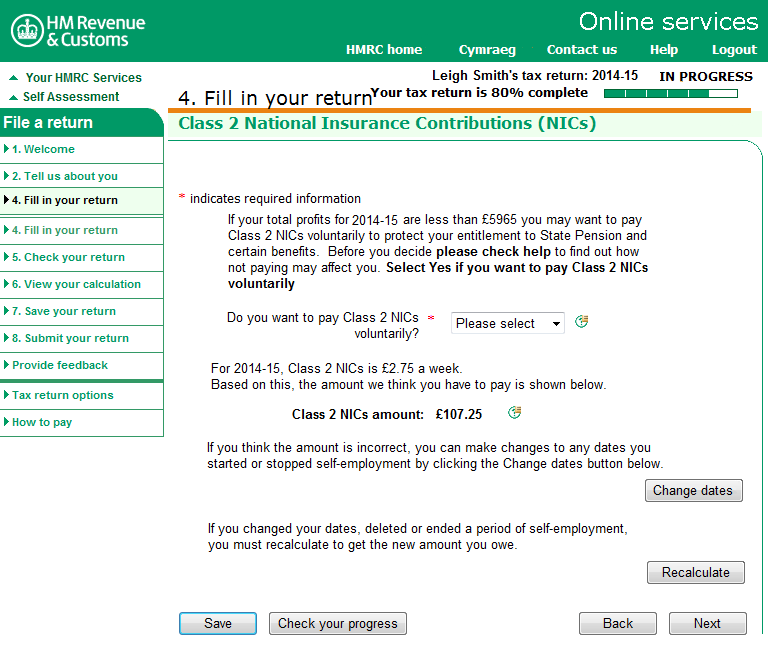 HM Revenue
& Customs
Online services
HMRC home Cymraeg Contact us Help Logout
Your HMRC Services
Self Assessment
Leigh Smith's tax return: 2014-15 IN PROGRESS
4. Fill in your return
Your tax return is 80% complete
File a return
1. Welcome
2. Tell us about you
4. Fill in your return
4. Fill in your return
5. Check your return
6. View your calculation
7. Save your return
8. Submit your return
Provide feedback
Tax return options
How to pay
Class 2 National Insurance Contributions (NICs)
* indicates required information
If your total profits for 2014-15 are less than £5965 you may want to pay
Class 2 NICs voluntarily to protect your entitlement to State Pension and
certain benefits. Before you decide please check help to find out how
not paying may affect you. Select Yes if you want to pay Class 2 NICs
voluntarily
Do you want to pay Class 2 NICs *
voluntarily?
Please select
For 2014-15, Class 2 NICs is £2.75 a week.
Based on this, the amount we think you have to pay is shown below.
Class 2 NICs amount: £107.25
If you think the amount is incorrect, you can make changes to any dates you
started or stopped self-employment by clicking the Change dates button below.
Change dates
If you changed your dates, deleted or ended a period of self-employment,
you must recalculate to get the new amount you owe.
Recalculate
Save Check your progress Back Next